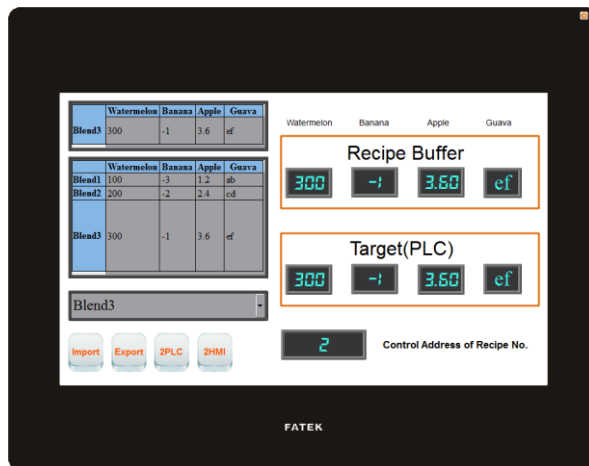 Watermelon Banana Apple Guava
Blend3 300 -1 3.6 ef
Watermelon Banana Apple Guava
Blend1 100 -3 1.2 ab
Blend2 200 -2 2.4 cd
Blend3 300 -1 3.6 ef
Blend3
Import Export 2PLC 2HMI
Watermelon Banana Apple Guava
Recipe Buffer
300 -1 3.60 ef
Target(PLC)
300 -1 3.60 ef
2 Control Address of Recipe No.
FATEK